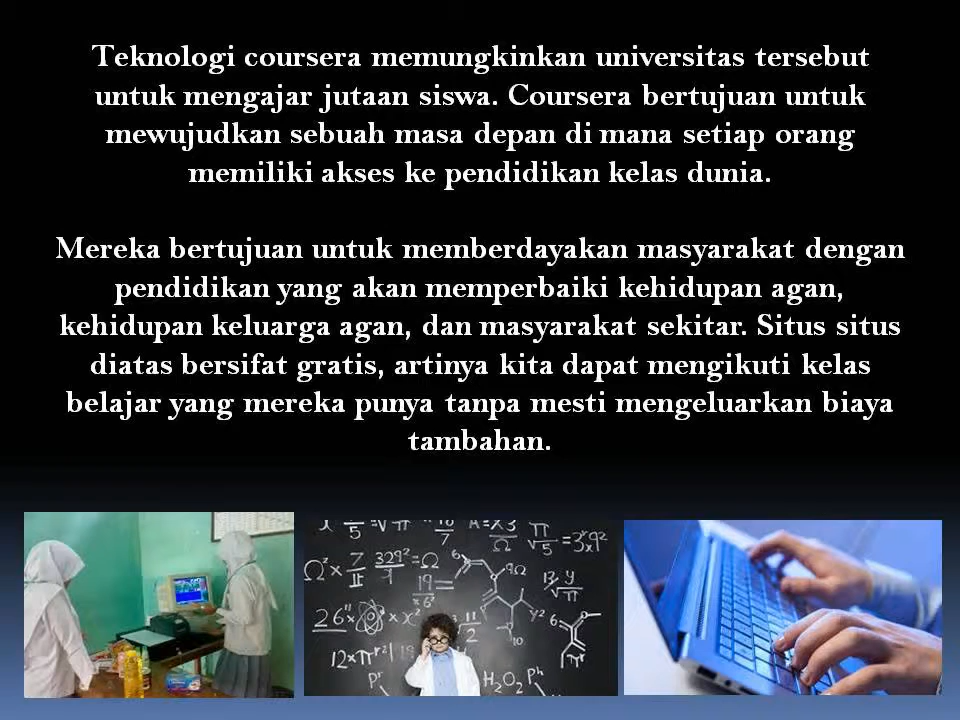 Teknologi coursera memungkinkan universitas tersebut
untuk mengajar jutaan siswa. Coursera bertujuan untuk
mewujudkan sebuah masa depan di mana setiap orang
memiliki akses ke pendidikan kelas dunia.
Mereka bertujuan untuk memberdayakan masyarakat dengan
pendidikan yang akan memperbaiki kehidupan agan,
kehidupan keluarga agan, dan masyarakat sekitar. Situs situs
diatas bersifat gratis, artinya kita dapat mengikuti kelas
belajar yang mereka punya tanpa mesti mengeluarkan biaya
tambahan.